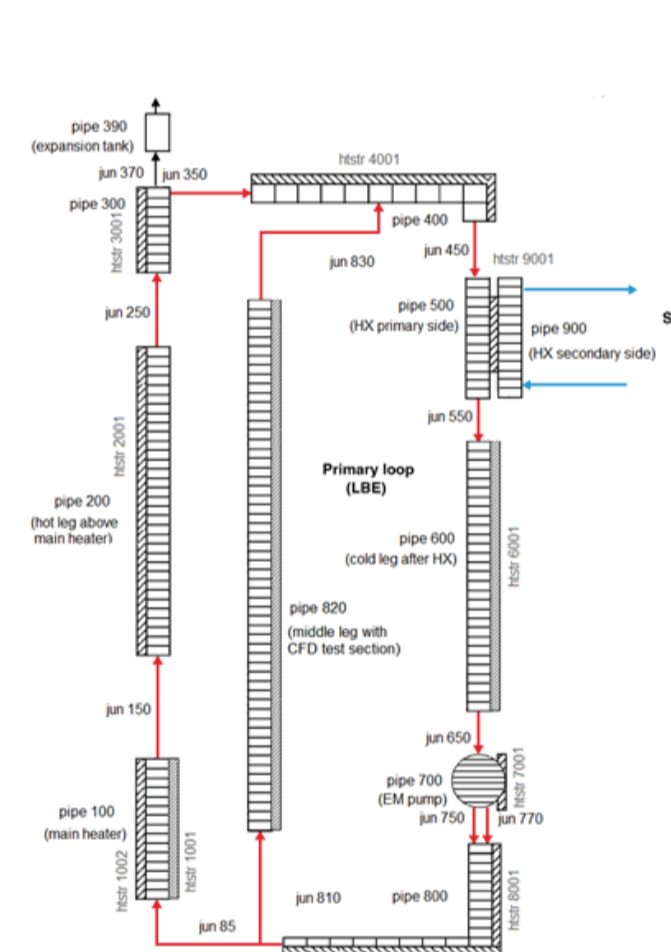 pipe 390
(expansion tank)
jun 370
jun 350
htstr 4001
pipe 300
htstr 3001
pipe 400
jun 450
htstr 9001
jun 830
jun 250
pipe 500
(HX primary side)
pipe 900
(HX secondary side)
S
jun 550
htstr 2001
Primary loop
(LBE)
pipe 200
(hot leg above
main heater)
pipe 600
(cold leg after HX)
htstr 6001
pipe 820
(middle leg with
CFD test section)
jun 150
jun 650
htstr 7001
pipe 700
(EM pump)
jun 750
jun 770
pipe 100
(main heater)
htstr 1002
htstr 1001
jun 810
pipe 800
htstr 8001
jun 85